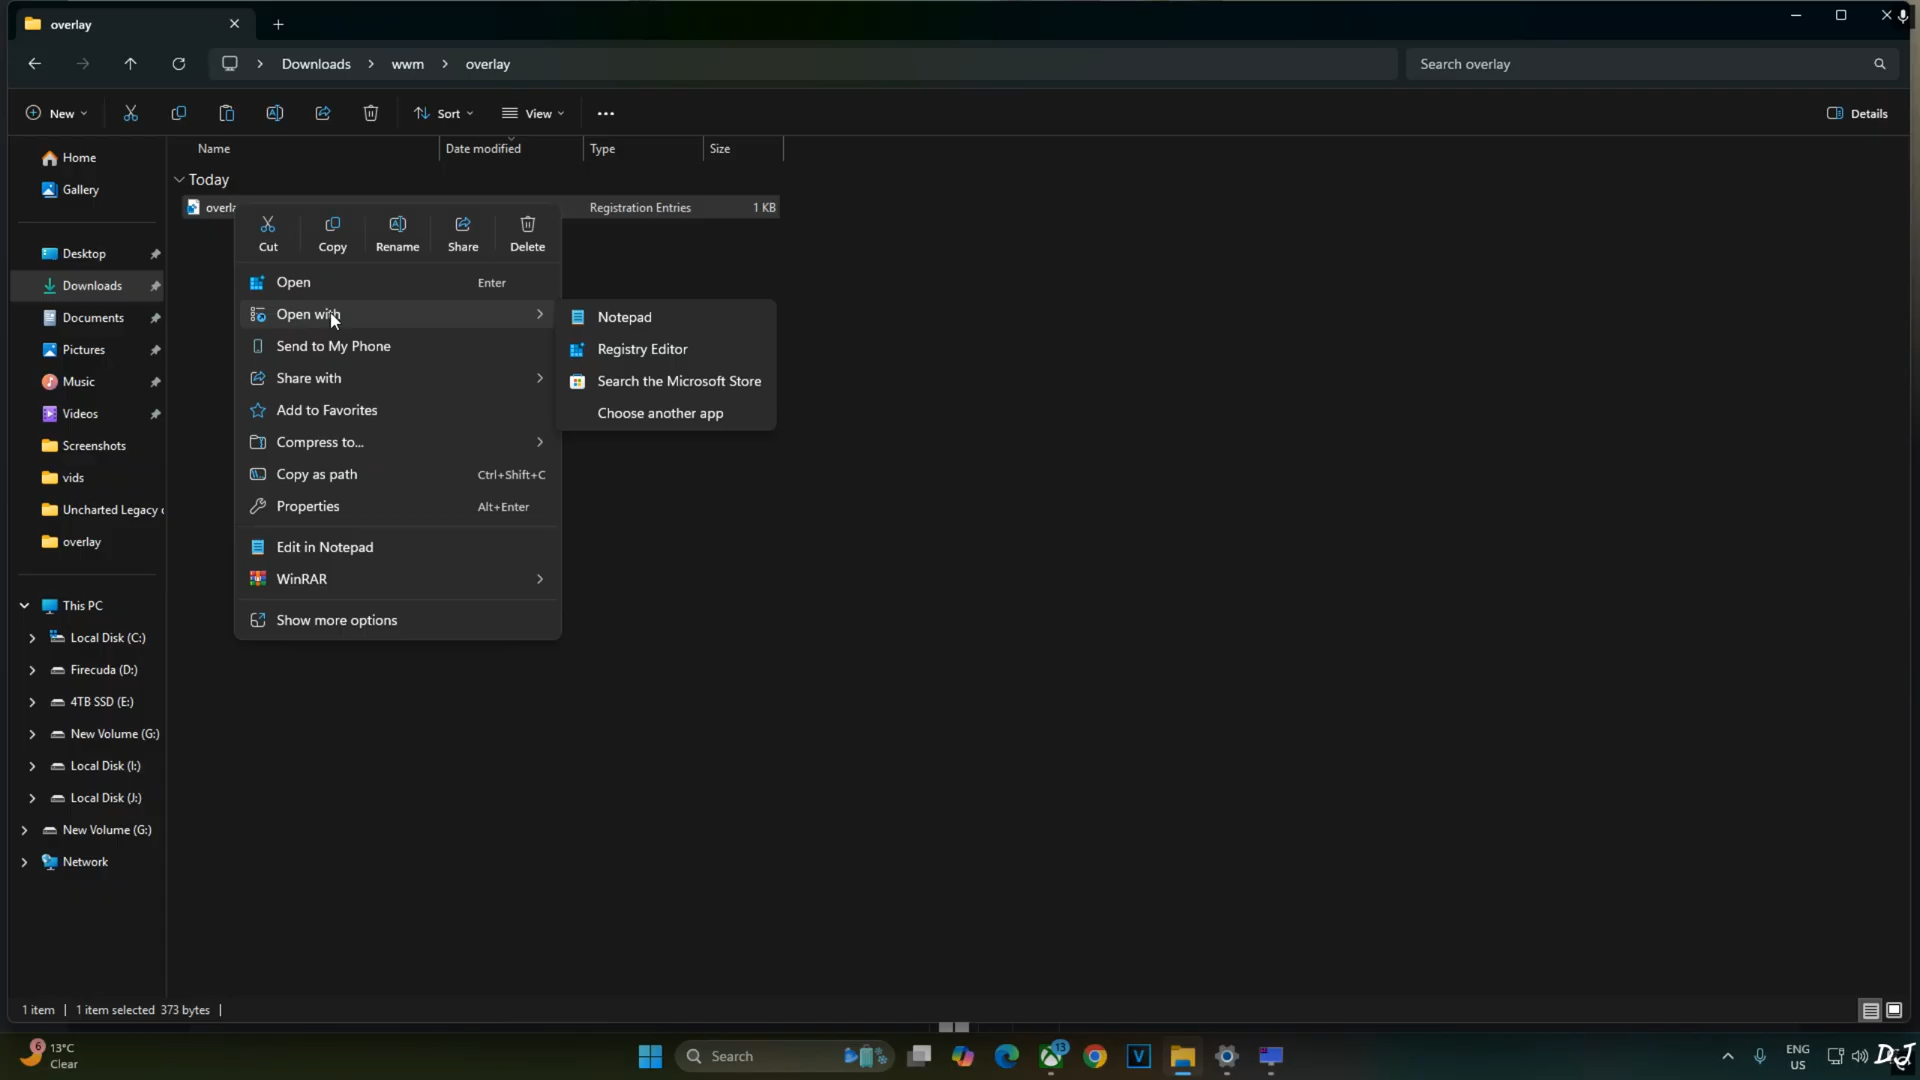 overlay
Downloads
wwm
overlay
Search overlay
New
Sort
View
Details
Name
Date modified
Type
Size
Home
Gallery
Today
Registration Entries
1 KB
Cut
Copy
Rename
Share
Delete
Desktop
Downloads
Documents
Pictures
Music
Videos
Screenshots
vids
Uncharted Legacy
overlay
Open
Enter
Open with
Send to My Phone
Share with
Add to Favorites
Compress to...
Copy as path
Ctrl+Shift+C
Properties
Alt+Enter
Edit in Notepad
WinRAR
Show more options
Notepad
Registry Editor
Search the Microsoft Store
Choose another app
This PC
Local Disk (C:)
Firecuda (D:)
4TB SSD (E:)
New Volume (G:)
Local Disk (I:)
Local Disk (J:)
New Volume (G:)
Network
1 item
1 item selected 373 bytes
6
13°C
Clear
Search
13
V
ENG
US
DJ